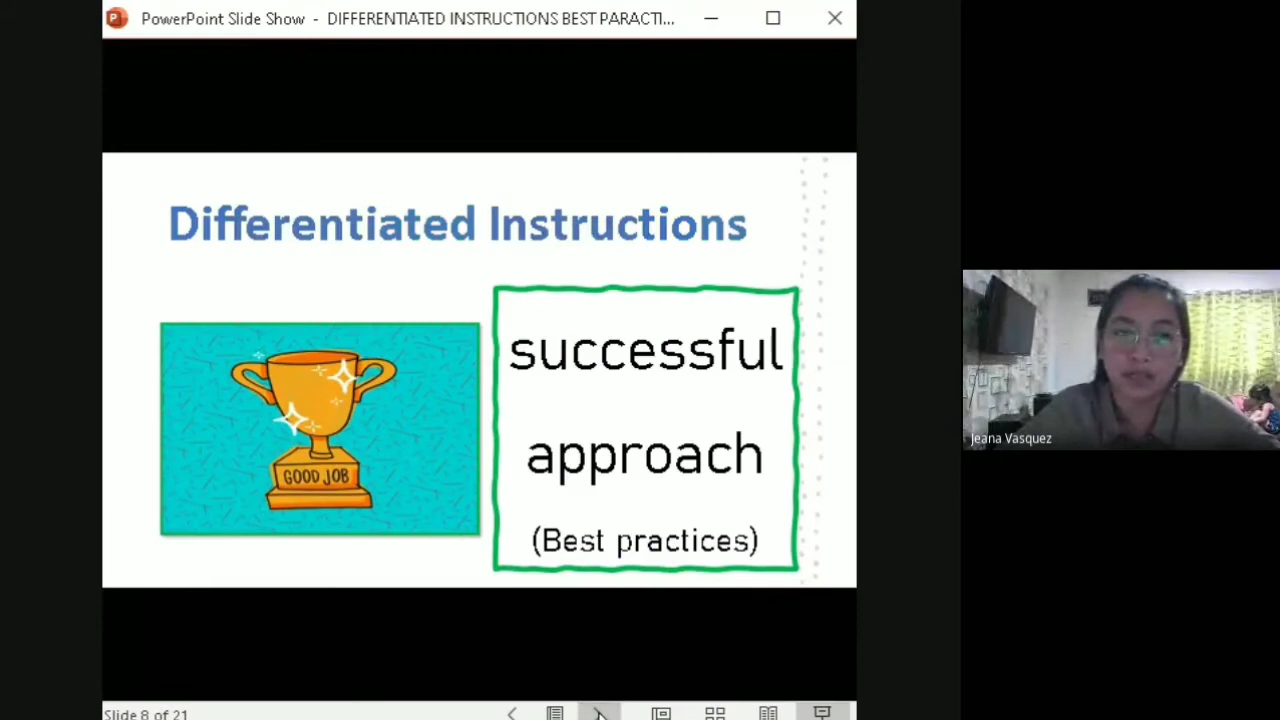 PowerPoint Slide Show - DIFFERENTIATED INSTRUCTIONS BEST PARACTI...
Differentiated Instructions
successful
approach
(Best practices)
GOOD JOB
Jeana Vasquez
Slide 8 of 21